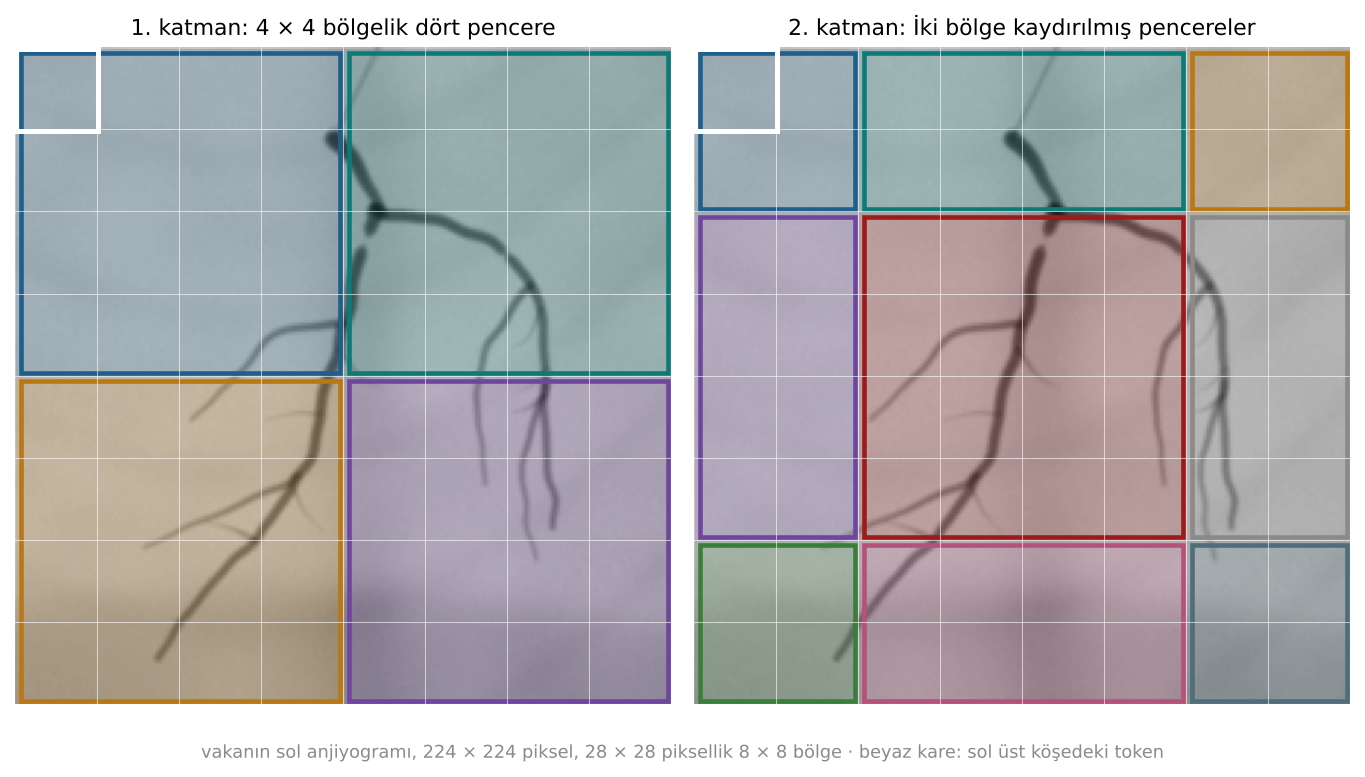 1. katman: 4 × 4 bölgelik dört pencere
2. katman: İki bölge kaydırılmış pencereler
vakanın sol anjiyogramı, 224 × 224 piksel, 28 × 28 piksellik 8 × 8 bölge · beyaz kare: sol üst köşedeki token